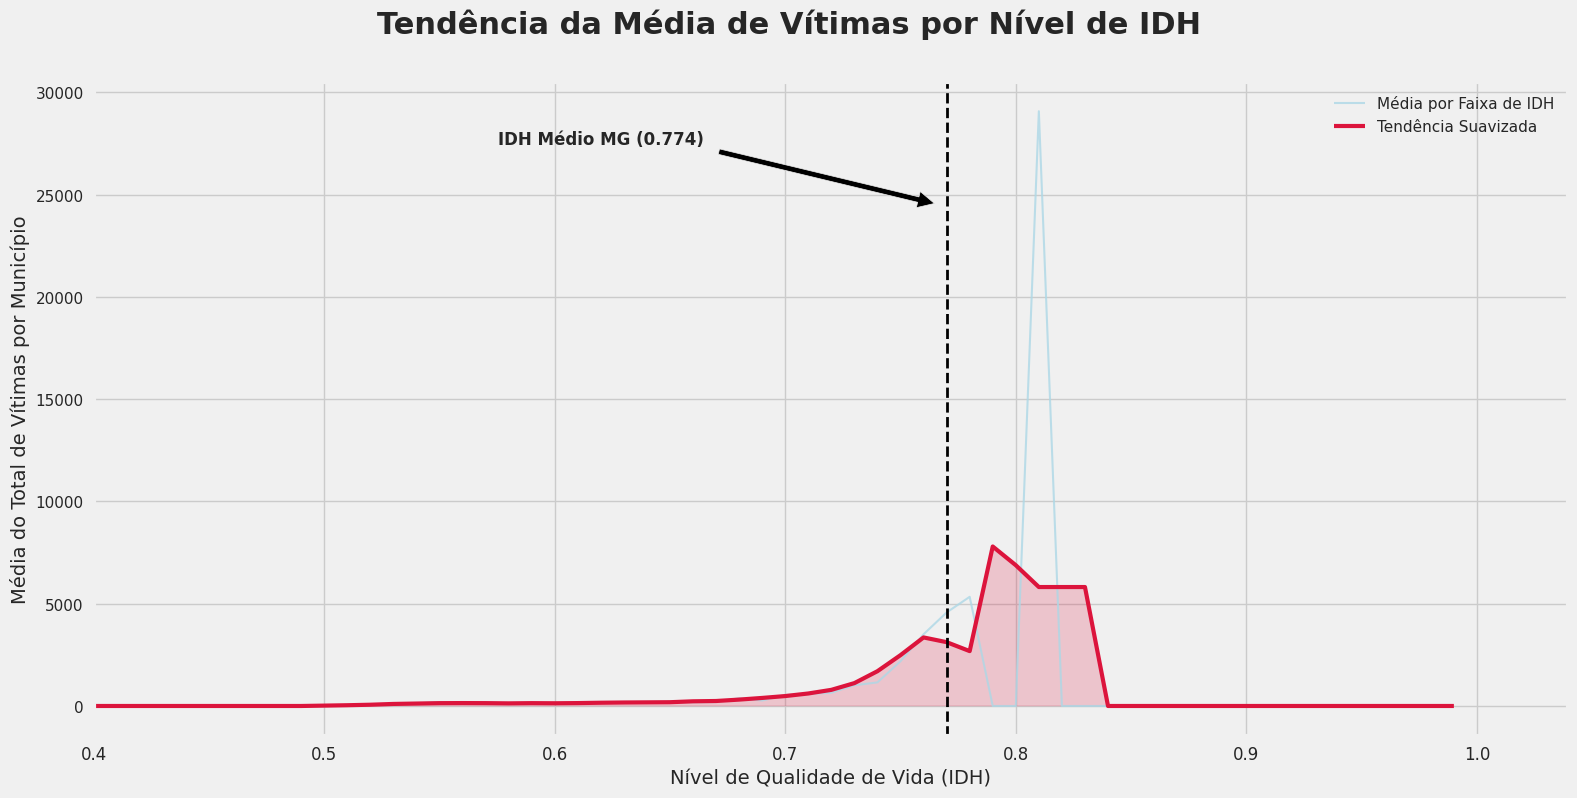 Tendência da Média de Vítimas por Nível de IDH
Média por Faixa de IDH
Tendência Suavizada
IDH Médio MG (0.774)
Média do Total de Vítimas por Município
30000
25000
20000
15000
10000
5000
0
0.4
0.5
0.6
0.7
0.8
0.9
1.0
Nível de Qualidade de Vida (IDH)